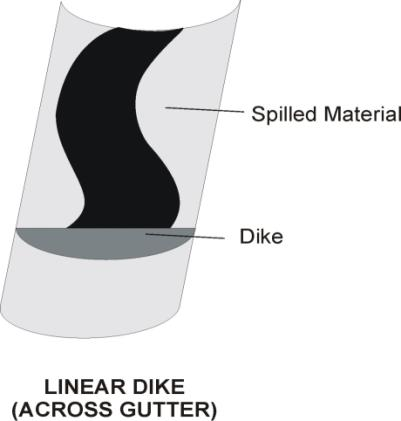 Spilled Material
Dike
LINEAR DIKE
(ACROSS GUTTER)